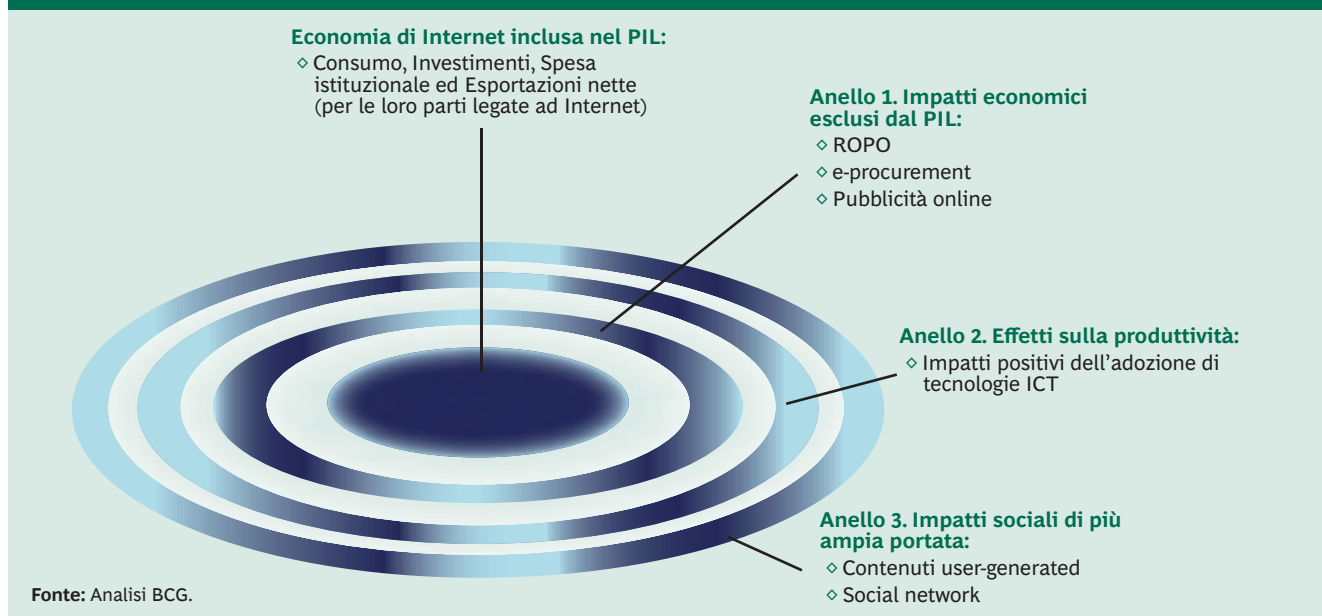 Economia di Internet inclusa nel PIL:
◇ Consumo, Investimenti, Spesa
istituzionale ed Esportazioni nette
(per le loro parti legate ad Internet)
Anello 1. Impatti economici
esclusi dal PIL:
◇ ROPO
◇ e-procurement
◇ Pubblicità online
Anello 2. Effetti sulla produttività:
◇ Impatti positivi dell’adozione di
tecnologie ICT
Anello 3. Impatti sociali di più
ampia portata:
◇ Contenuti user-generated
◇ Social network
Fonte: Analisi BCG.